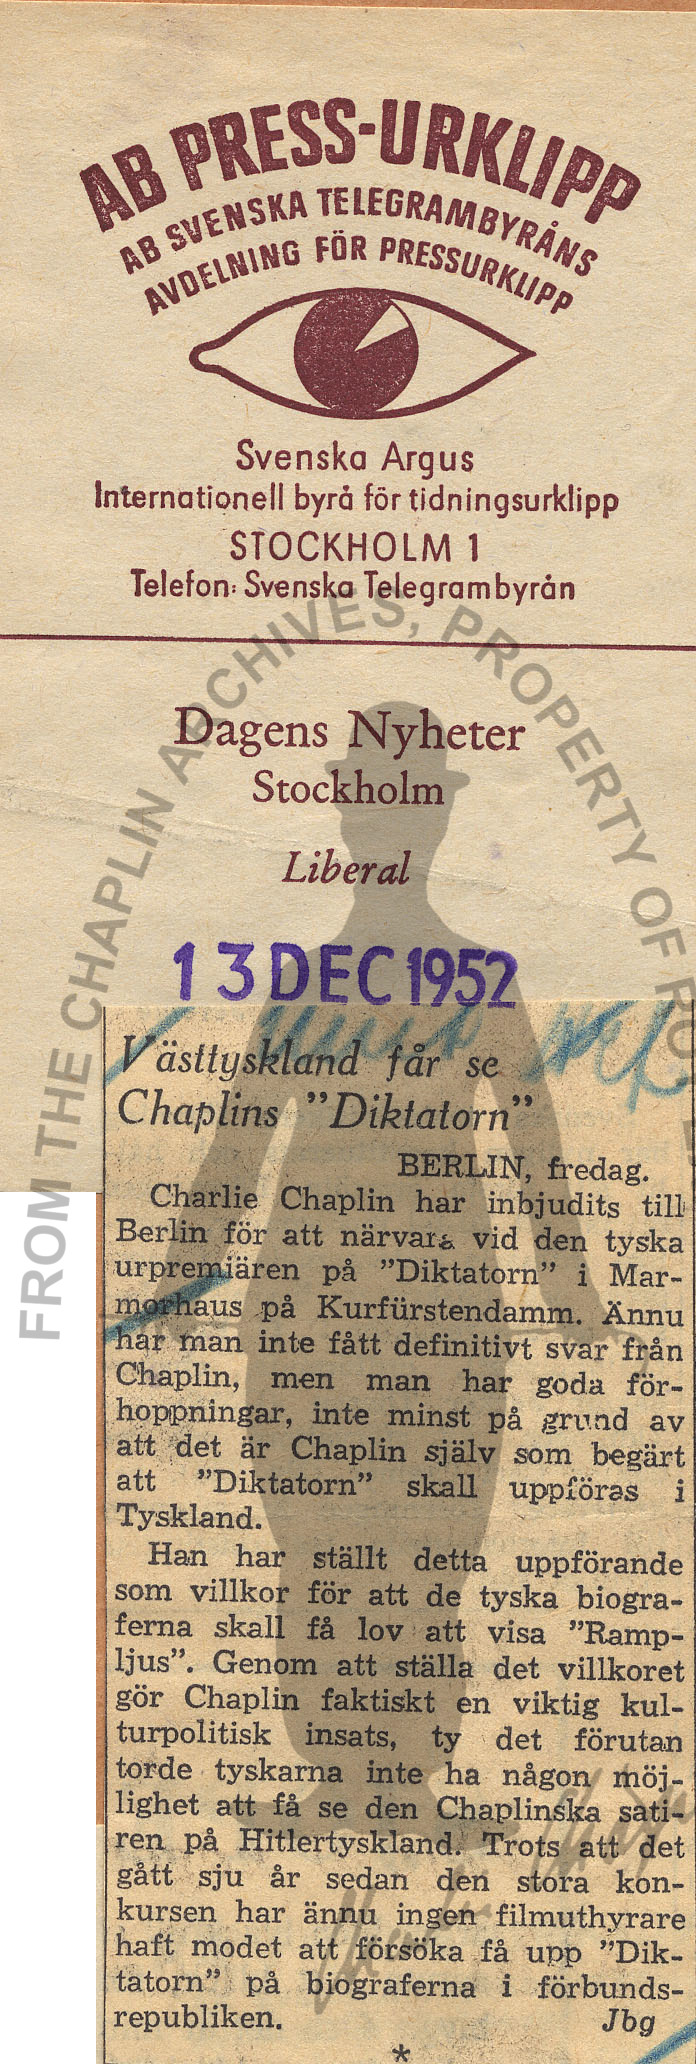 AB PRESS-URKLIPP
AB SVENSKA TELEGRAMBYRÅNS
AVDELNING FÖR PRESSURKLIPP
Svenska Argus
Internationell byrå för tidningsurklipp
STOCKHOLM 1
Telefon: Svenska Telegrambyrån
FROM THE CHAPLIN ARCHIVES, PROPERTY OF
Dagens Nyheter
Stockholm
Liberal
13 DEC 1952
Västtyskland får se
Chaplins "Diktatorn"
BERLIN, fredag.
Charlie Chaplin har inbjudits till
Berlin för att närvara vid den tyska
urpremiären på "Diktatorn" i Mar-
morhaus på Kurfürstendamm. Ännu
har man inte fått definitivt svar från
Chaplin, men man har goda för-
hoppningar, inte minst på grund av
att det är Chaplin själv som begärt
att "Diktatorn" skall uppföras i
Tyskland.
Han har ställt detta uppförande
som villkor för att de tyska biogra-
ferna skall få lov att visa "Ramp-
ljus". Genom att ställa det villkoret
gör Chaplin faktiskt en viktig kul-
turpolitisk insats, ty det förutan
torde tyskarna inte ha någon möj-
lighet att få se den Chaplinska sati-
ren på Hitlertyskland. Trots att det
gått sju år sedan den stora kon-
kursen har ännu ingen filmuthyrare
haft modet att försöka få upp "Dik-
tatorn" på biograferna i förbunds-
republiken. Jbg
*